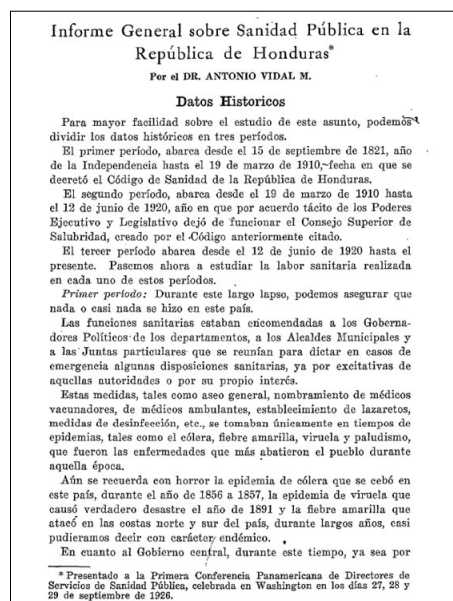 Informe General sobre Sanidad Pública en la
República de Honduras*
Por el DR. ANTONIO VIDAL M.
Datos Historicos
Para mayor facilidad sobre el estudio de este asunto, podemos
dividir los datos históricos en tres períodos.
El primer período, abarca desde el 15 de septiembre de 1821, año
de la Independencia hasta el 19 de marzo de 1910, fecha en que se
decretó el Código de Sanidad de la República de Honduras.
El segundo período, abarca desde el 19 de marzo de 1910 hasta
el 12 de junio de 1920, año en que por acuerdo tácito de los Poderes
Ejecutivo y Legislativo dejó de funcionar el Consejo Superior de
Salubridad, creado por el Código anteriormente citado.
El tercer período abarca desde el 12 de junio de 1920 hasta el
presente. Pasemos ahora a estudiar la labor sanitaria realizada
en cada uno de estos períodos.
Primer período: Durante este largo lapso, podemos asegurar que
nada o casi nada se hizo en este país.
Las funciones sanitarias estaban encomendadas a los Goberna-
dores Políticos de los departamentos, a los Alcaldes Municipales y
a las Juntas particulares que se reunían para dictar en casos de
emergencia algunas disposiciones sanitarias, ya por excitativas de
aquellas autoridades o por su propio interés.
Estas medidas, tales como aseo general, nombramiento de médicos
vacunadores, de médicos ambulantes, establecimiento de lazaretos,
medidas de desinfección, etc., se tomaban únicamente en tiempos de
epidemias, tales como el cólera, fiebre amarilla, viruela y paludismo,
que fueron las enfermedades que más abatieron el pueblo durante
aquella época.
Aún se recuerda con horror la epidemia de cólera que se cebó en
este país, durante el año de 1856 a 1857, la epidemia de viruela que
causó verdadero desastre el año de 1891 y la fiebre amarilla que
atacó en las costas norte y sur del país, durante largos años, casi
pudieramos decir con carácter endémico.
En cuanto al Gobierno central, durante este tiempo, ya sea por
* Presentado a la Primera Conferencia Panamericana de Directores de
Servicios de Sanidad Pública, celebrada en Washington en los días 27, 28 y
29 de septiembre de 1926.